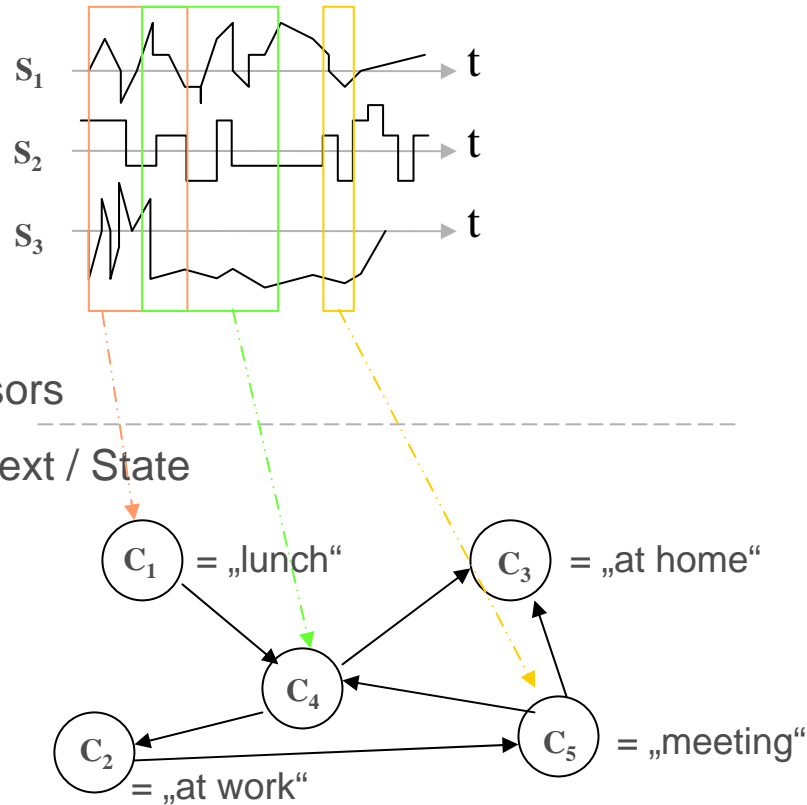 S1 t
S2 t
S3 t
sors
ext / State
C1 = „lunch“
C3 = „at home“
C4
C2
C5 = „meeting“
= „at work“